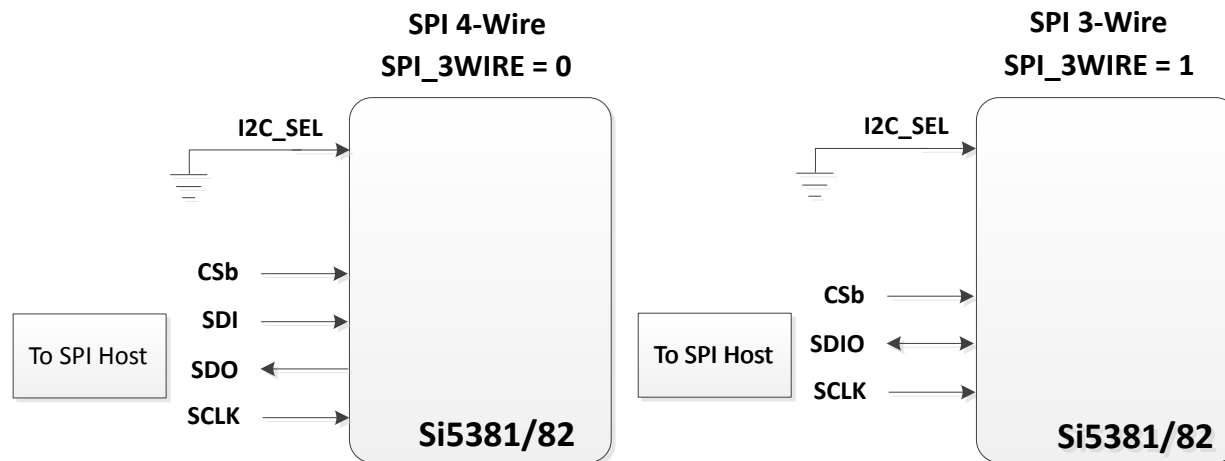 SPI 4-Wire
SPI_3WIRE = 0
I2C_SEL
CSb
SDI
To SPI Host
SDO
SCLK
Si5381/82
SPI 3-Wire
SPI_3WIRE = 1
I2C_SEL
CSb
To SPI Host
SDIO
SCLK
Si5381/82